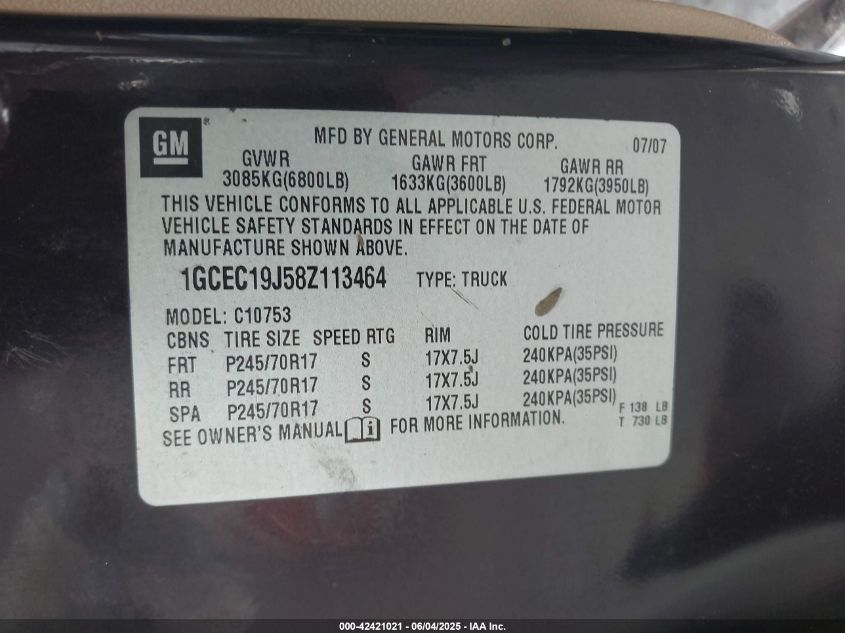 GM ® MFD BY GENERAL MOTORS CORP. 07/07
GVWR GAWR FRT GAWR RR
3085KG(6800LB) 1633KG(3600LB) 1792KG(3950LB)
THIS VEHICLE CONFORMS TO ALL APPLICABLE U.S. FEDERAL MOTOR
VEHICLE SAFETY STANDARDS IN EFFECT ON THE DATE OF
MANUFACTURE SHOWN ABOVE.
1GCEC19J58Z113464 TYPE: TRUCK
MODEL: C10753
CBNS TIRE SIZE SPEED RTG RIM COLD TIRE PRESSURE
FRT P245/70R17 S 17X7.5J 240KPA(35PSI)
RR P245/70R17 S 17X7.5J 240KPA(35PSI)
SPA P245/70R17 S 17X7.5J 240KPA(35PSI)
F 138 LB
SEE OWNER'S MANUAL i FOR MORE INFORMATION. T 730 LB
000-42421021 - 06/04/2025 - IAA Inc.